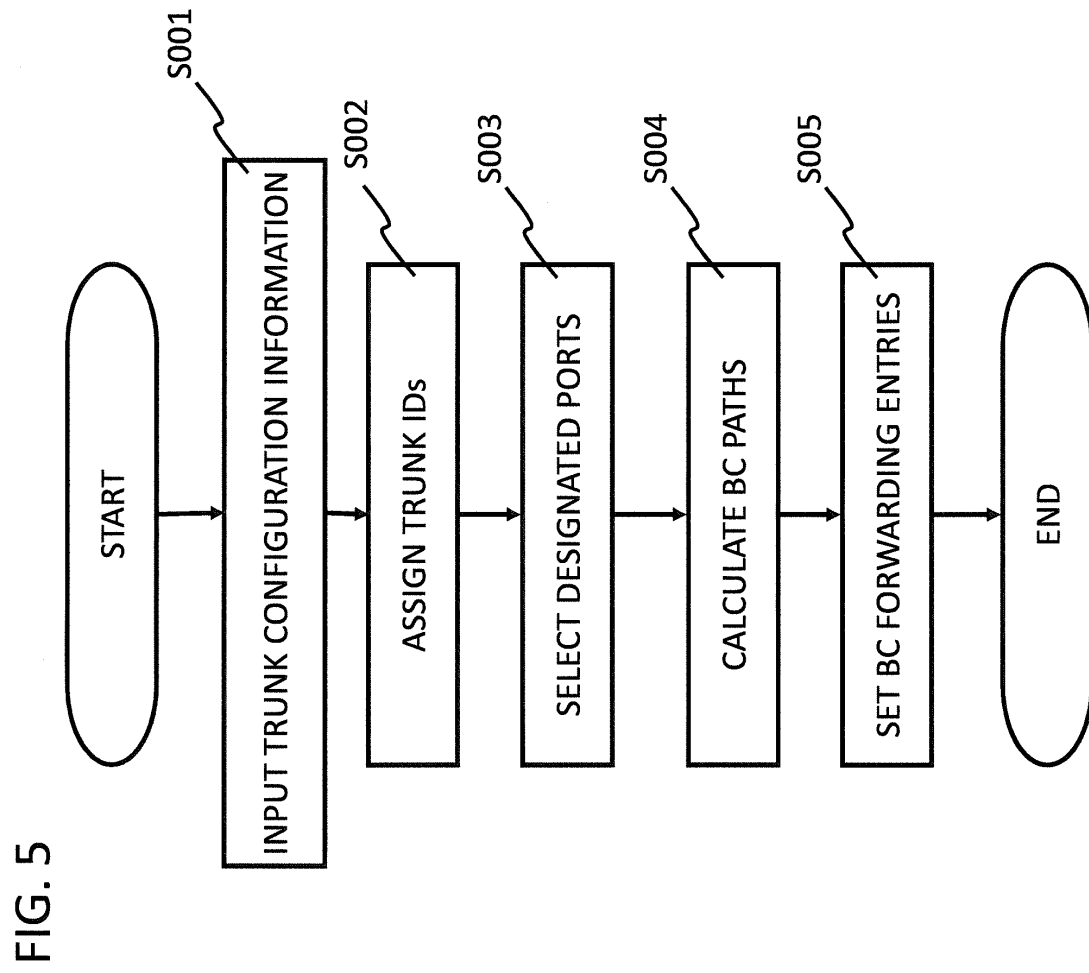 FIG. 5
START
INPUT TRUNK CONFIGURATION INFORMATION
S001
ASSIGN TRUNK IDs
S002
SELECT DESIGNATED PORTS
S003
CALCULATE BC PATHS
S004
SET BC FORWARDING ENTRIES
S005
END